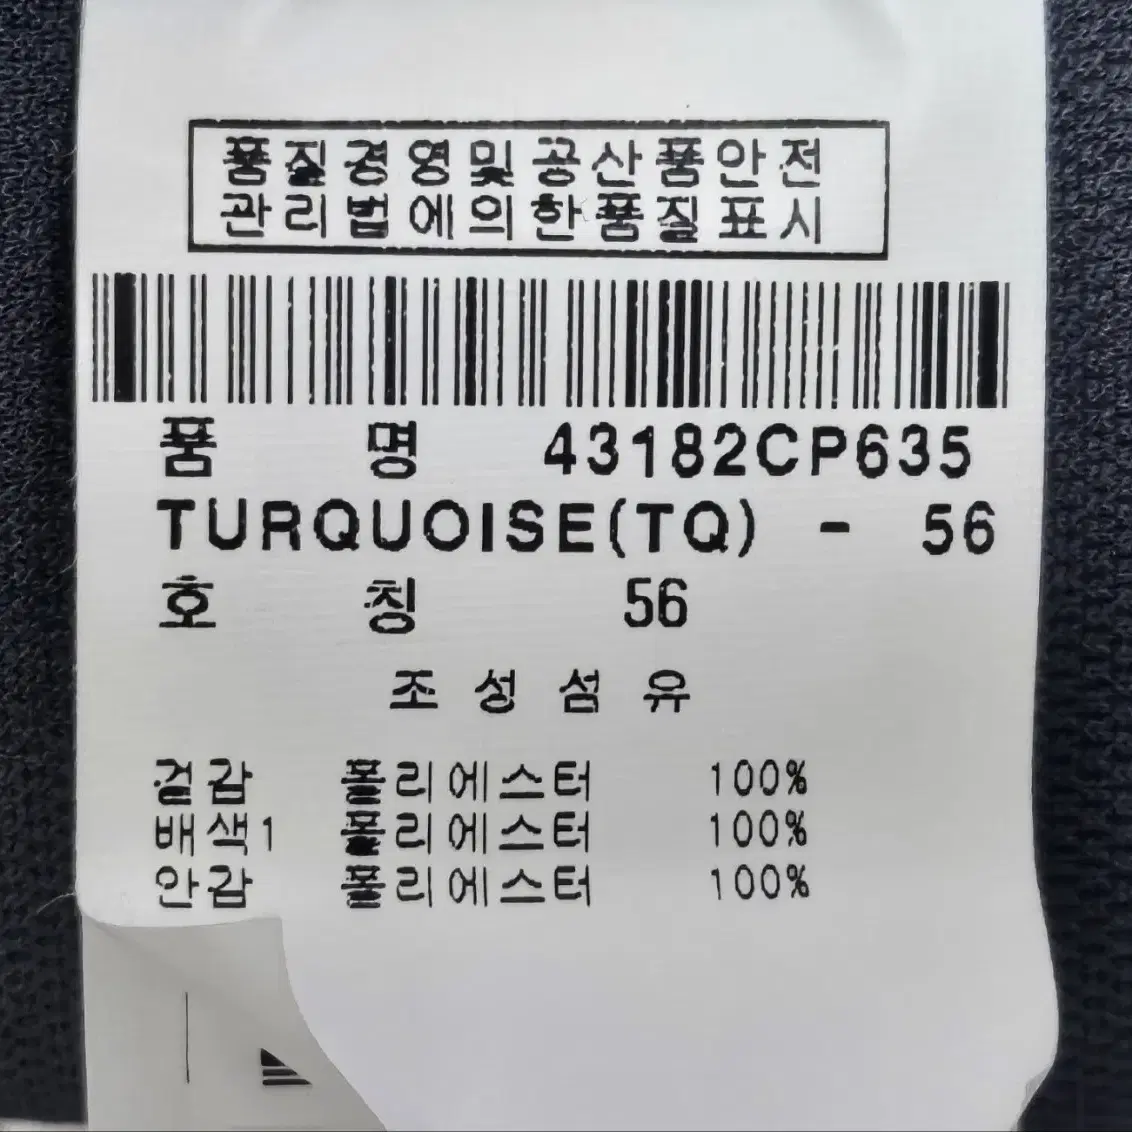 품질경영및공산품안전
관리법에의한품질표시
품 명 43182CP635
TURQUOISE(TQ) - 56
호 칭 56
조성섬유
겉감 폴리에스터 100%
배색1 폴리에스터 100%
안감 폴리에스터 100%